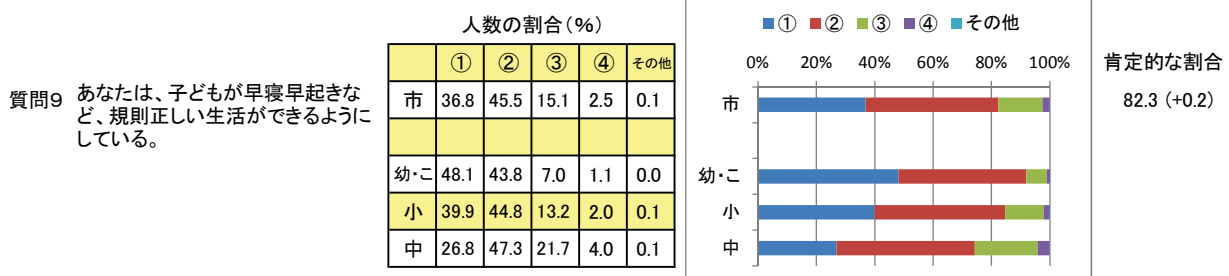 質問9 あなたは、子どもが早寝早起きな
ど、規則正しい生活ができるように
している。
人数の割合(%)
① ② ③ ④ その他
市 36.8 45.5 15.1 2.5 0.1
幼・こ 48.1 43.8 7.0 1.1 0.0
小 39.9 44.8 13.2 2.0 0.1
中 26.8 47.3 21.7 4.0 0.1
① ② ③ ④ その他
0% 20% 40% 60% 80% 100%
市
幼・こ
小
中
肯定的な割合
82.3 (+0.2)